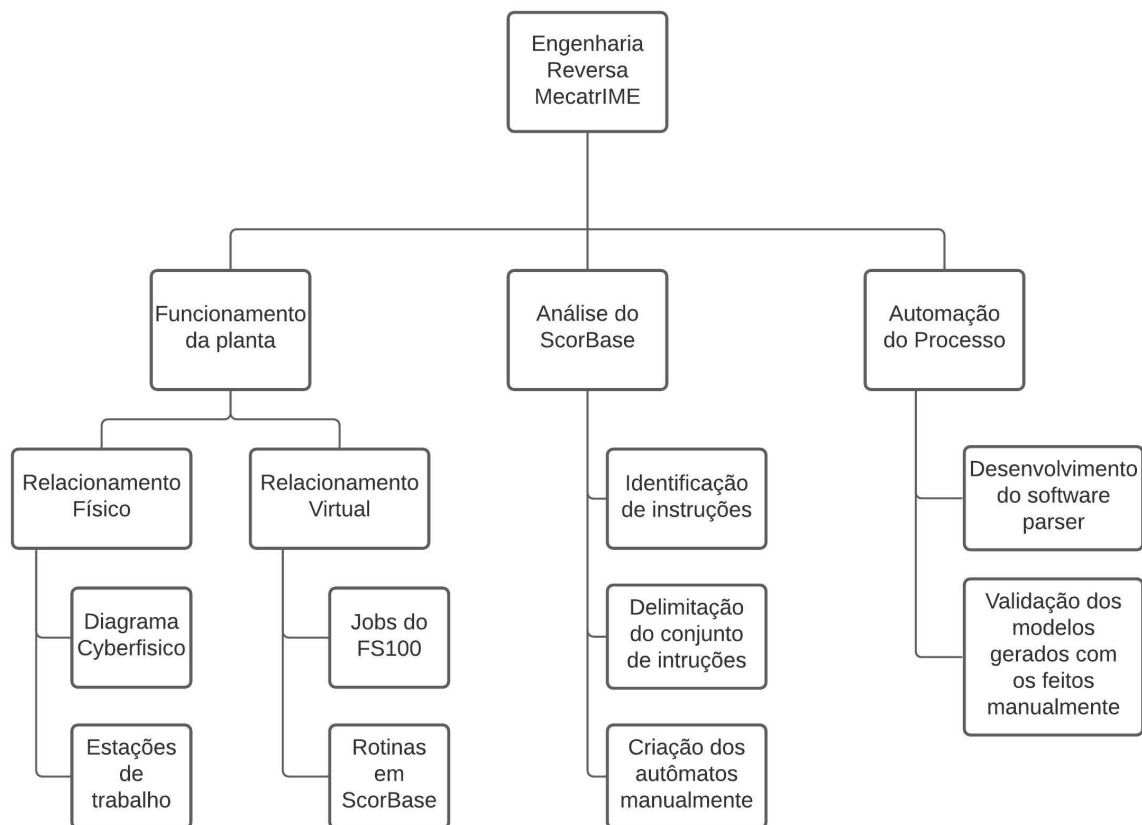 Engenharia
Reversa
MecatrIME
Funcionamento
da planta
Análise do
ScorBase
Automação
do Processo
Relacionamento
Físico
Relacionamento
Virtual
Identificação
de instruções
Desenvolvimento
do software
parser
Diagrama
Cyberfisico
Jobs do
FS100
Delimitação
do conjunto
de intruções
Validação dos
modelos
gerados com
os feitos
manualmente
Estações
de
trabalho
Rotinas
em
ScorBase
Criação dos
autômatos
manualmente